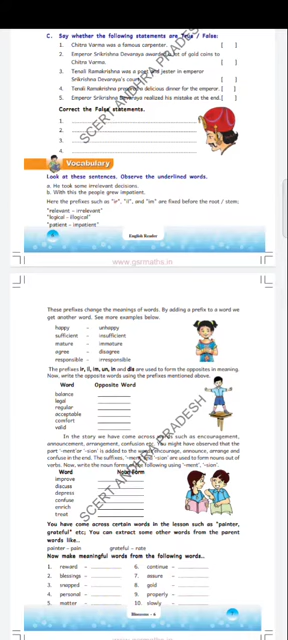 C. Say whether the following statements are True / False.
1. Chitra Varma was a famous carpenter. [ ]
2. Emperor Srikrishna Devaraya awarded a lot of gold coins to
Chitra Varma. [ ]
3. Tenali Ramakrishna was a poet and jester in emperor
Srikrishna Devaraya's court. [ ]
4. Tenali Ramakrishna prepared delicious dinner for the emperor. [ ]
5. Emperor Srikrishna Devaraya realized his mistake at the end. [ ]
Correct the False statements.
1.
2.
3.
4.
Vocabulary
Look at these sentences. Observe the underlined words.
a. He took some irrelevant decisions.
b. With this the people grew impatient.
Here the prefixes such as "ir", "il", and "im" are fixed before the root / stem;
"relevant – irrelevant"
"logical – illogical"
"patient – impatient"
English Reader
www.gsrmaths.in
These prefixes change the meanings of words. By adding a prefix to a word we
get another word. See more examples below.
happy – unhappy
sufficient – insufficient
mature – immature
agree – disagree
responsible – irresponsible
The prefixes ir, il, im, un, in and dis are used to form the opposites in meaning.
Now, write the opposite words using the prefixes mentioned above.
Word Opposite Word
balance
legal
regular
acceptable
comfort
valid
In the story we have come across words such as encouragement,
announcement, arrangement, confusion etc. You might have observed that the
part '-ment or -sion' is added to the words encourage, announce, arrange and
confuse in the end. The suffixes, '-ment', -sion' are used to form nouns out of
verbs. Now write the noun forms of the following using '-ment', -sion'.
Word Noun Form
improve
discuss
depress
confuse
enrich
treat
You have come across certain words in the lesson such as "painter,
grateful" etc; You can extract some other words from the parent
words like..
painter – pain grateful – rate
Now make meaningful words from the following words..
1. reward – 6. continue –
2. blessings – 7. assure –
3. snapped – 8. gold –
4. personal – 9. properly –
5. matter – 10. slowly –
Blossoms - 6
www.gsrmaths.in
SCERT ANDHRA PRADESH
SCERT ANDHRA PRADESH